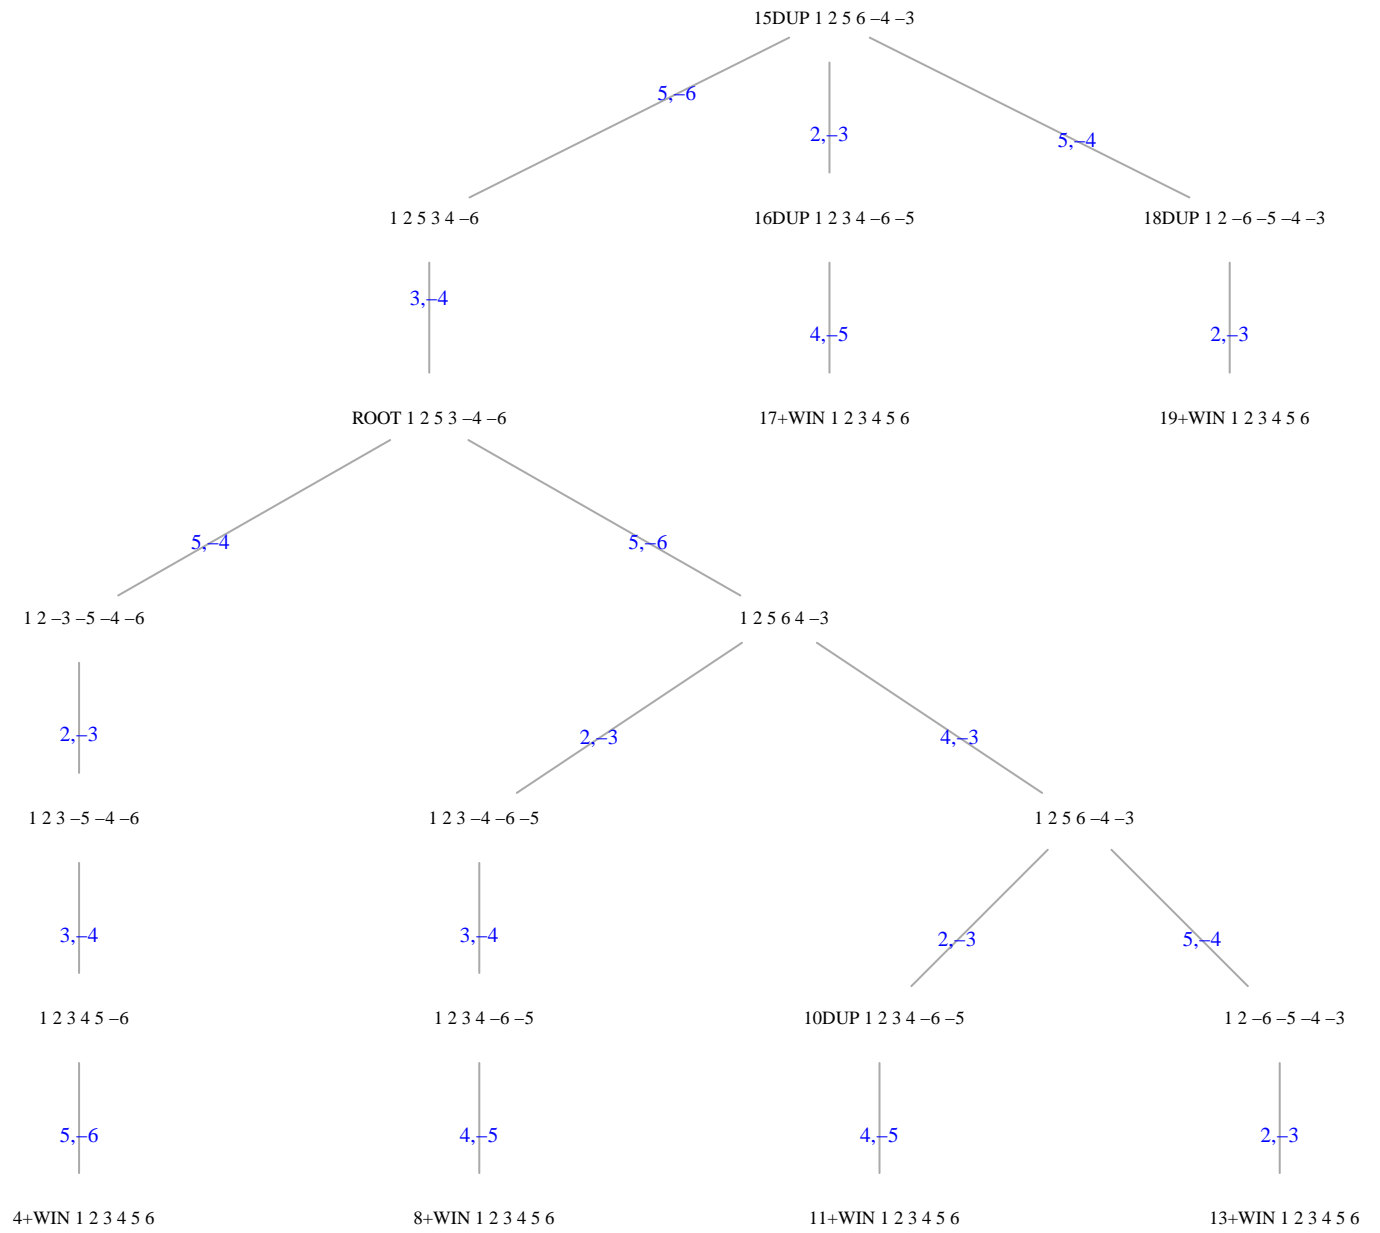 15DUP 1 2 5 6 –4 –3
5,–6
2,–3
5,–4
1 2 5 3 4 –6
16DUP 1 2 3 4 –6 –5
18DUP 1 2 –6 –5 –4 –3
3,–4
4,–5
2,–3
ROOT 1 2 5 3 –4 –6
17+WIN 1 2 3 4 5 6
19+WIN 1 2 3 4 5 6
5,–4
5,–6
1 2 –3 –5 –4 –6
1 2 5 6 4 –3
2,–3
2,–3
4,–3
1 2 3 –5 –4 –6
1 2 3 –4 –6 –5
1 2 5 6 –4 –3
3,–4
3,–4
2,–3
5,–4
1 2 3 4 5 –6
1 2 3 4 –6 –5
10DUP 1 2 3 4 –6 –5
1 2 –6 –5 –4 –3
5,–6
4,–5
4,–5
2,–3
4+WIN 1 2 3 4 5 6
8+WIN 1 2 3 4 5 6
11+WIN 1 2 3 4 5 6
13+WIN 1 2 3 4 5 6